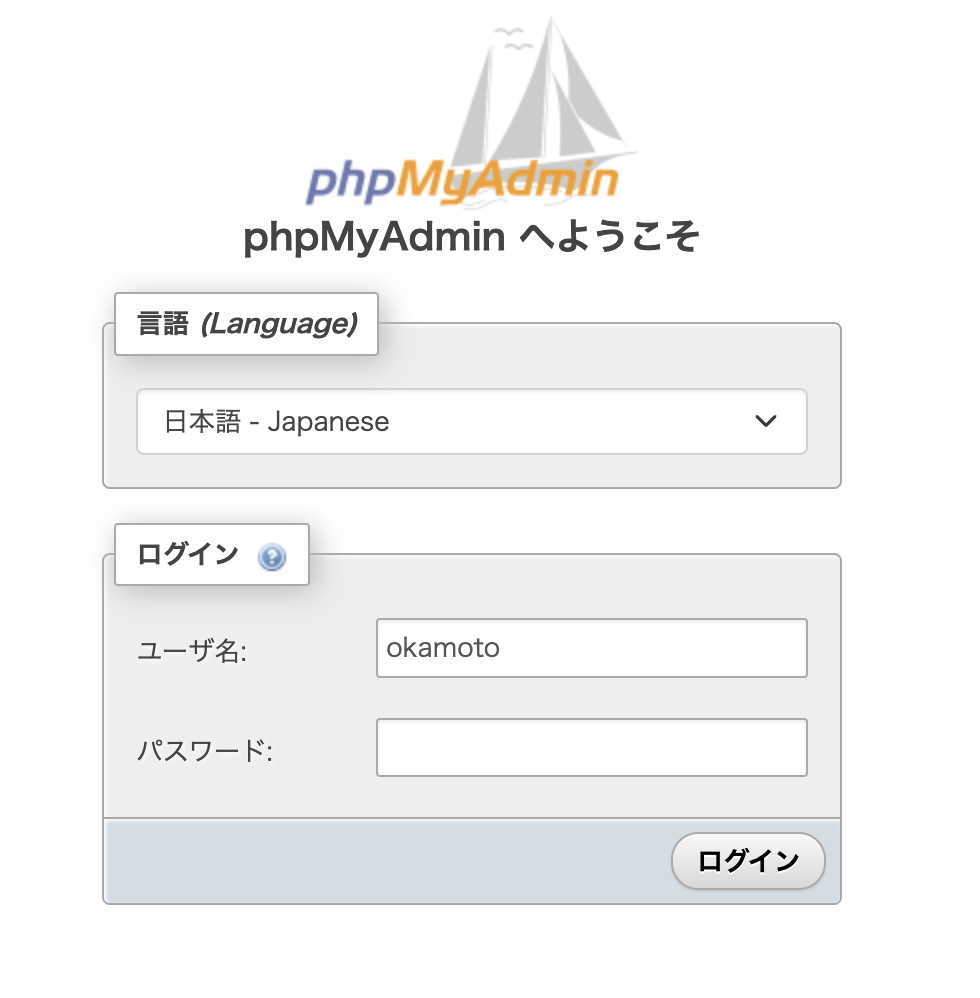 phpMyAdmin
phpMyAdmin へようこそ
言語 (Language)
日本語 - Japanese
ログイン
ユーザ名:
okamoto
パスワード:
ログイン